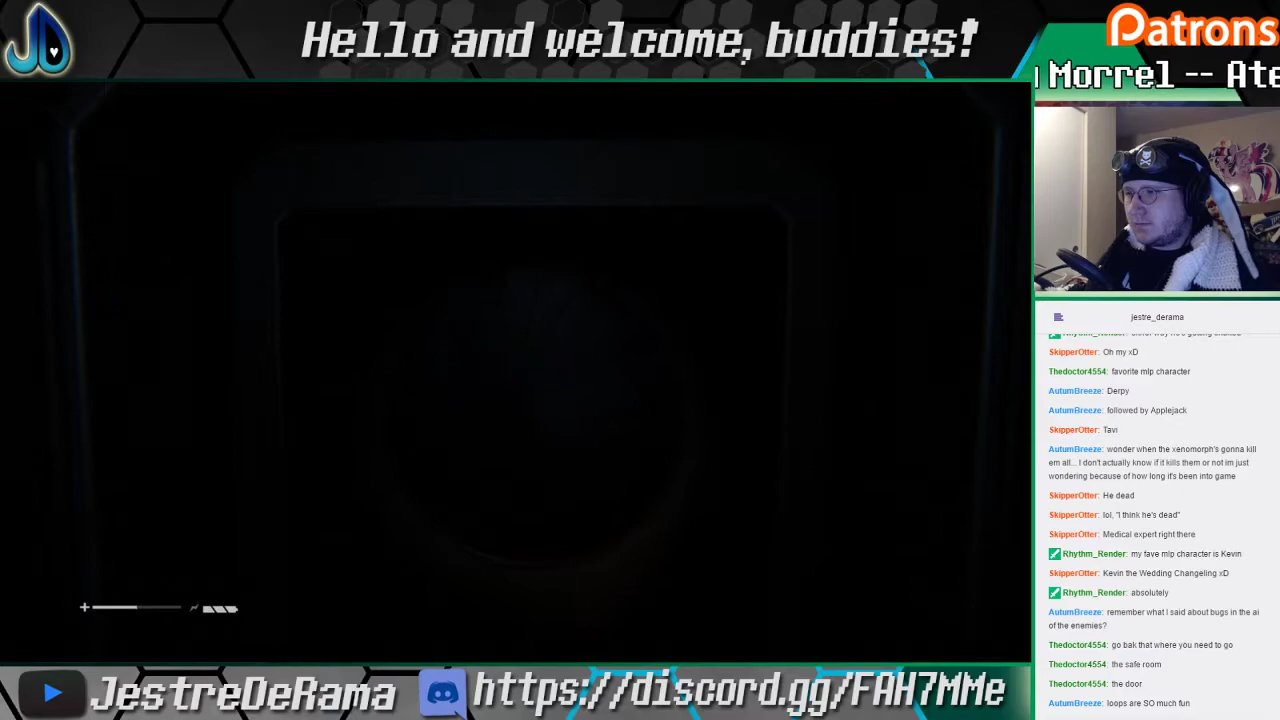 JD
Hello and welcome, buddies!
Patrons
Morrel -- Ate
jestre_derama
SkipperOtter: Oh my xD
Thedoctor4554: favorite mlp character
AutumBreeze: Derpy
AutumBreeze: followed by Applejack
SkipperOtter: Tavi
AutumBreeze: wonder when the xenomorph's gonna kill
em all... I don't actually know if it kills them or not im just
wondering because of how long it's been into game
SkipperOtter: He dead
SkipperOtter: lol, "I think he's dead"
SkipperOtter: Medical expert right there
Rhythm_Render: my fave mlp character is Kevin
SkipperOtter: Kevin the Wedding Changeling xD
Rhythm_Render: absolutely
AutumBreeze: remember what I said about bugs in the ai
of the enemies?
Thedoctor4554: go bak that where you need to go
Thedoctor4554: the safe room
Thedoctor4554: the door
AutumBreeze: loops are SO much fun
JestreDeRama
https://discord.gg/FAH7MMe